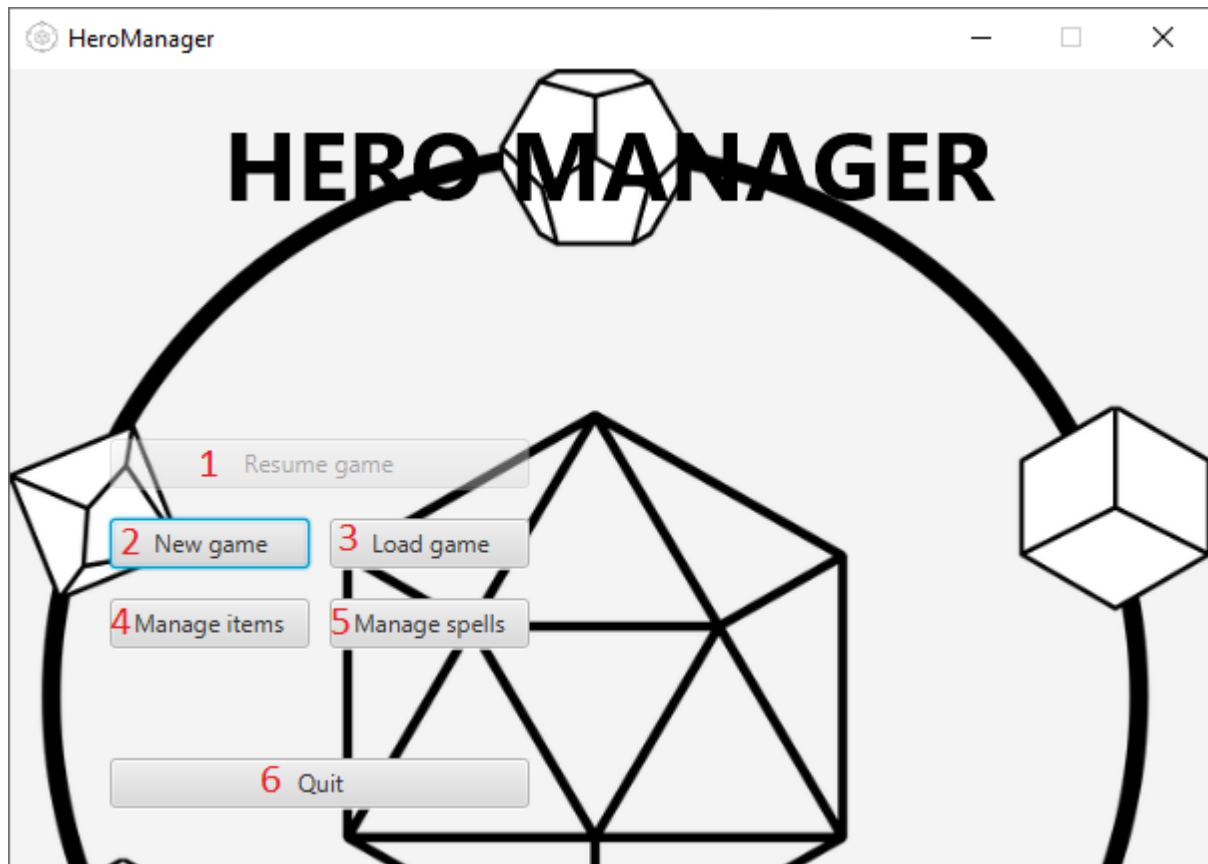 HeroManager
HERO MANAGER
1 Resume game
2 New game 3 Load game
4 Manage items 5 Manage spells
6 Quit